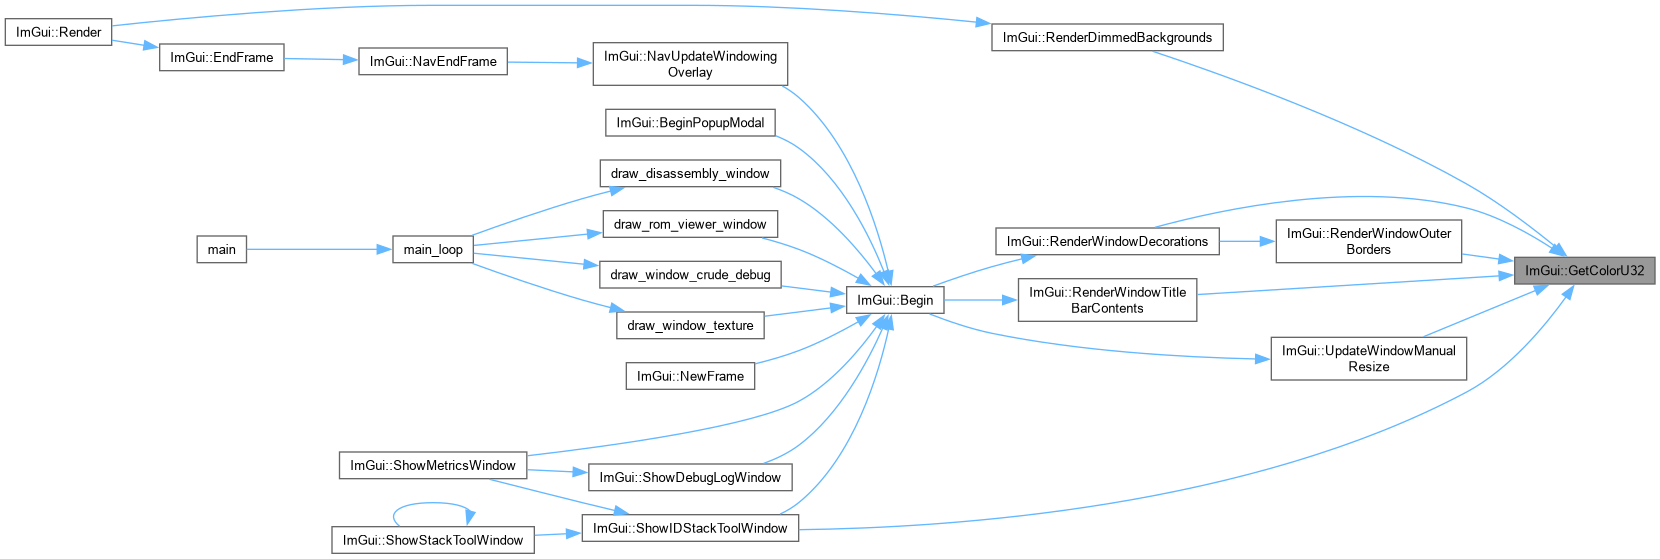 ImGui::Render
ImGui::EndFrame
ImGui::NavEndFrame
ImGui::NavUpdateWindowing
Overlay
ImGui::RenderDimmedBackgrounds
ImGui::BeginPopupModal
draw_disassembly_window
draw_rom_viewer_window
main
main_loop
draw_window_crude_debug
draw_window_texture
ImGui::NewFrame
ImGui::Begin
ImGui::RenderWindowDecorations
ImGui::RenderWindowOuter
Borders
ImGui::GetColorU32
ImGui::RenderWindowTitle
BarContents
ImGui::UpdateWindowManual
Resize
ImGui::ShowMetricsWindow
ImGui::ShowDebugLogWindow
ImGui::ShowIDStackToolWindow
ImGui::ShowStackToolWindow